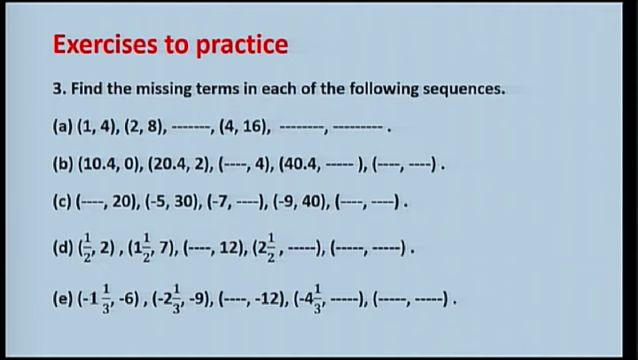 Exercises to practice
3. Find the missing terms in each of the following sequences.
(a) (1, 4), (2, 8), -------, (4, 16), --------, --------- .
(b) (10.4, 0), (20.4, 2), (----, 4), (40.4, ----- ), (----, ----) .
(c) (----, 20), (-5, 30), (-7, ----), (-9, 40), (----, ----) .
(d) (1/2, 2) , (1 1/2, 7), (----, 12), (2 1/2 , -----), (-----, -----) .
(e) (-1 1/3, -6) , (-2 1/3, -9), (----, -12), (-4 1/3, -----), (-----, -----) .